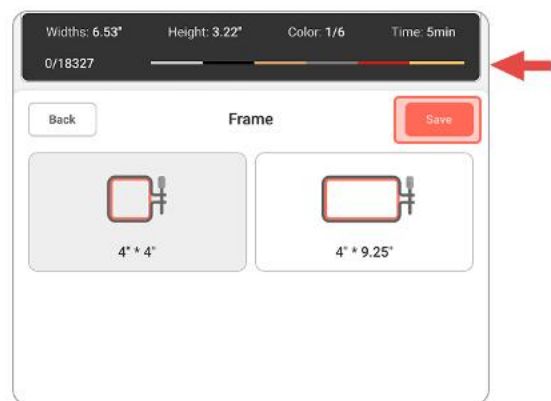 Widths: 6.53" Height: 3.22" Color: 1/6 Time: 5min
0/18327
Back Frame Save
4" * 4" 4" * 9.25"